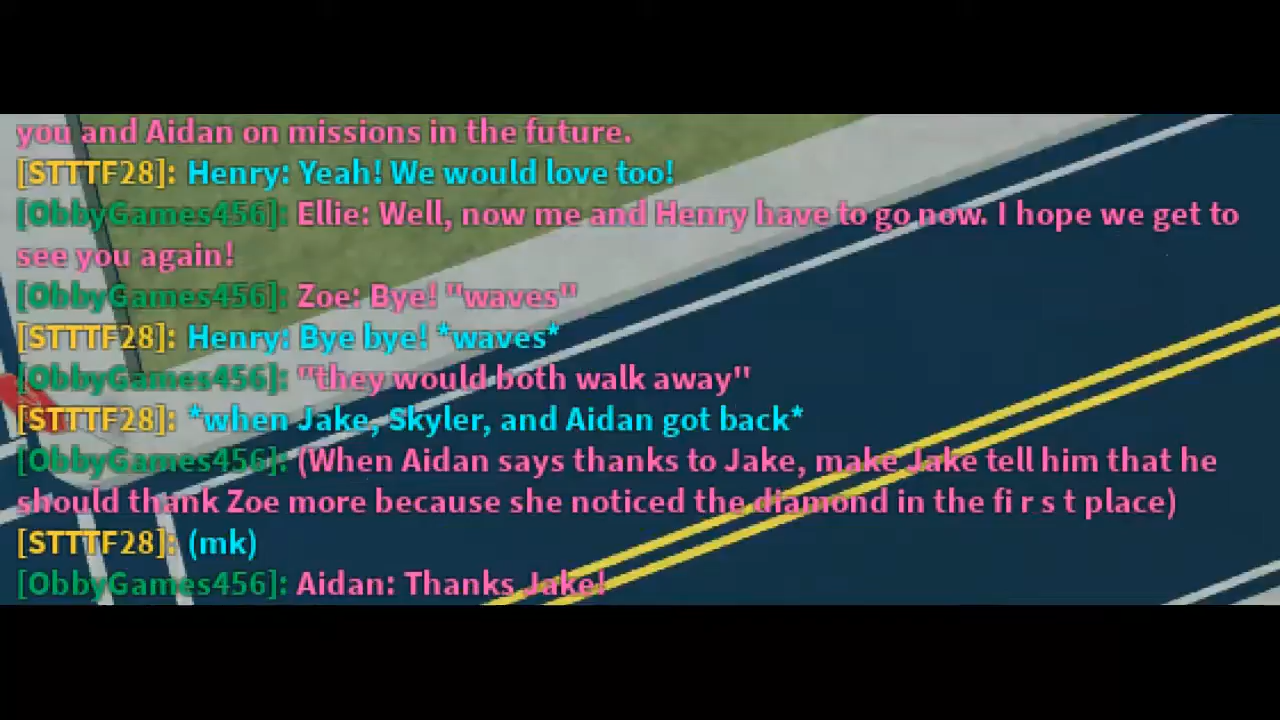 you and Aidan on missions in the future.
[STTTF28]: Henry: Yeah! We would love too!
[ObbyGames456]: Ellie: Well, now me and Henry have to go now. I hope we get to
see you again!
[ObbyGames456]: Zoe: Bye! "waves"
[STTTF28]: Henry: Bye bye! *waves*
[ObbyGames456]: "they would both walk away"
[STTTF28]: *when Jake, Skyler, and Aidan got back*
[ObbyGames456]: (When Aidan says thanks to Jake, make Jake tell him that he
should thank Zoe more because she noticed the diamond in the fi r s t place)
[STTTF28]: (mk)
[ObbyGames456]: Aidan: Thanks Jake!